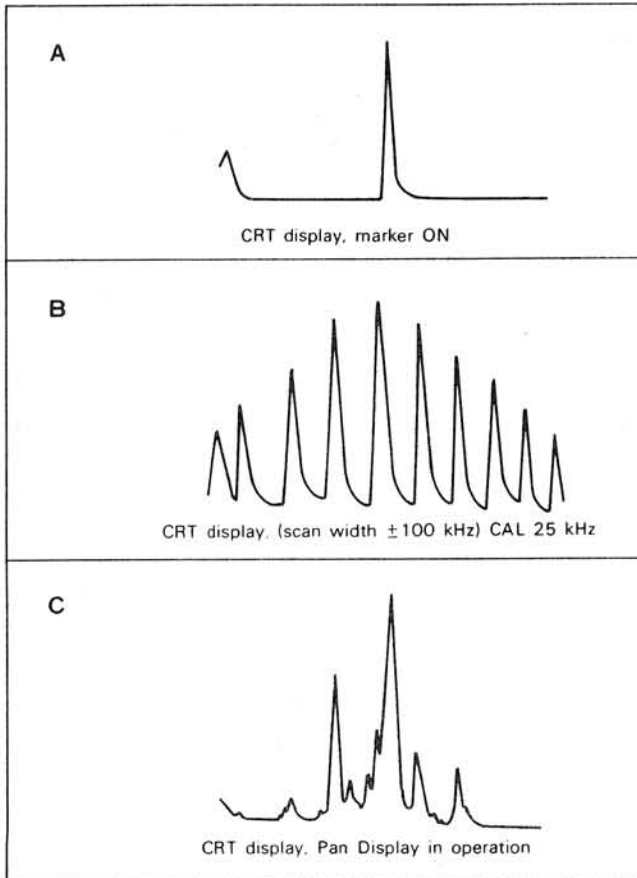 A
CRT display, marker ON
B
CRT display, (scan width ±100 kHz) CAL 25 kHz
C
CRT display, Pan Display in operation